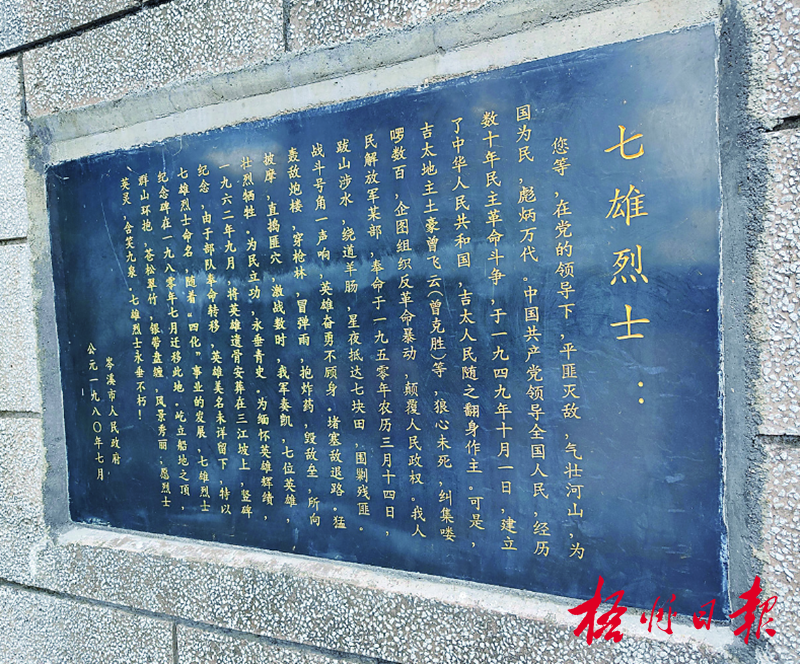 七雄烈士：
您等，在党的领导下，平匪灭敌，气壮河山，为
国为民，彪炳万代。中国共产党领导全国人民，经历
数十年民主革命斗争，于一九四九年十月一日，建立
了中华人民共和国，吉太人民随之翻身作主。可是，
吉太地主土豪曾飞云(曾克胜)等，狼心未死，纠集喽
啰数百，企图组织反革命暴动，颠覆人民政权。我人
民解放军某部，奉命于一九五零年农历三月十四日，
跋山涉水，绕道羊肠，星夜抵达七块田，围剿残匪。
战斗号角一声响，英雄奋勇不顾身。堵塞敌退路。猛
轰敌炮楼，穿枪林，冒弹雨，抱炸药，毁敌垒，所向
披摩，直捣匪穴，激战数时，我军奏凯，七位英雄，
壮烈牺牲。为民立功，永垂青史。为缅怀英雄辉绩，
一九六二年九月，将英雄遗骨安葬在三江坡上，竖碑
纪念，由于部队奉命转移，英雄美名未详留下，特以
七雄烈士命名，随着“四化”事业的发展，七雄烈士
纪念碑在一九八零年七月迁移此地。屹立船地之顶，
群山环抱，苍松翠竹，银带盘缠，风景秀丽，愿烈士
英灵，含笑九泉。七雄烈士永垂不朽！
岑溪市人民政府
公元一九八〇年七月
梧州日报